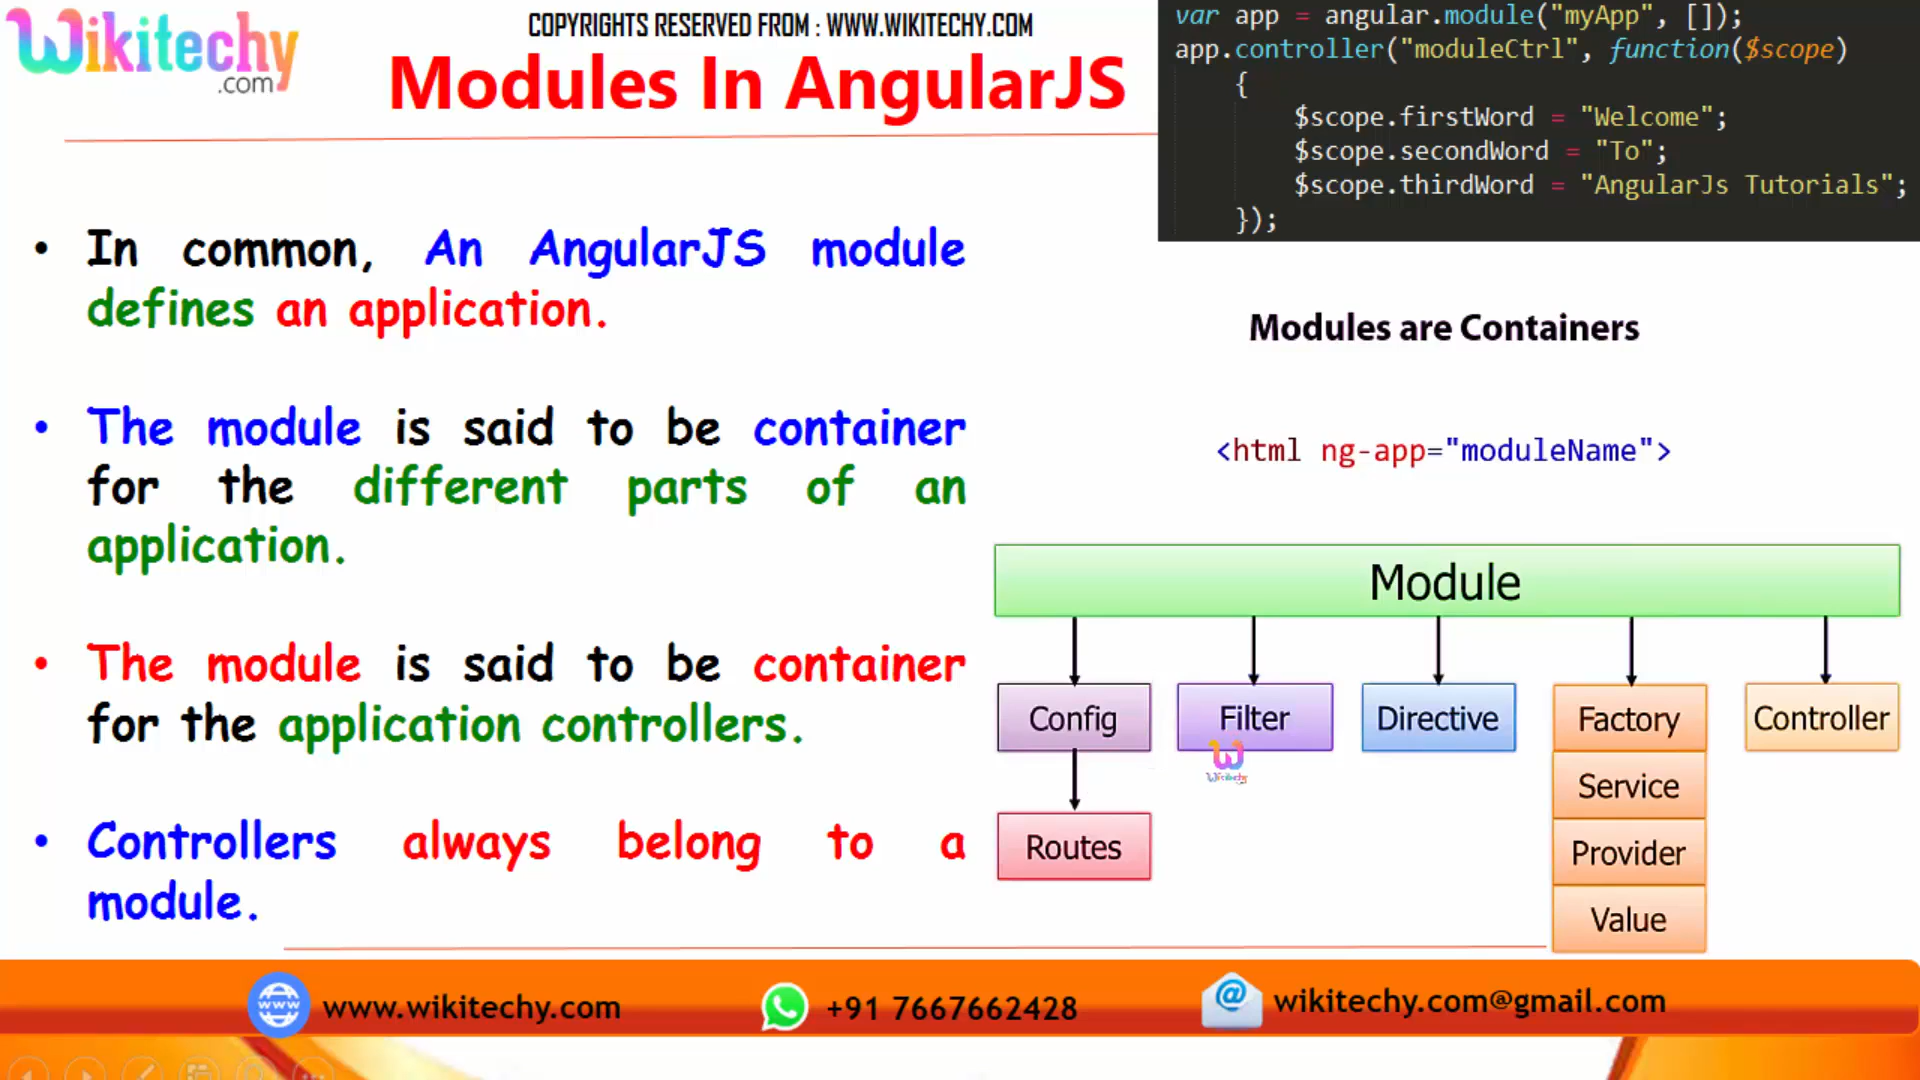 Wikitechy
.com
COPYRIGHTS RESERVED FROM : WWW.WIKITECHY.COM
Modules In AngularJS
var app = angular.module("myApp", []);
app.controller("moduleCtrl", function($scope)
{
$scope.firstWord = "Welcome";
$scope.secondWord = "To";
$scope.thirdWord = "AngularJs Tutorials";
});
• In common, An AngularJS module
defines an application.
• The module is said to be container
for the different parts of an
application.
• The module is said to be container
for the application controllers.
• Controllers always belong to a
module.
Modules are Containers
<html ng-app="moduleName">
Module
Config
Filter
Directive
Factory
Controller
Wikitechy
Service
Routes
Provider
Value
www
www.wikitechy.com
+91 7667662428
@
wikitechy.com@gmail.com